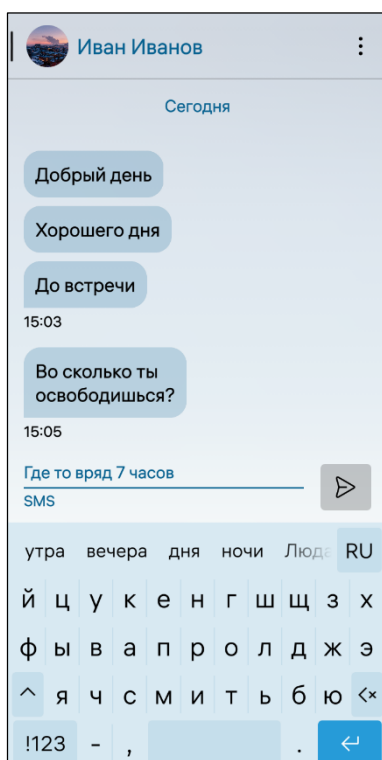 Иван Иванов
Сегодня
Добрый день
Хорошего дня
До встречи
15:03
Во сколько ты
освободишься?
15:05
Где то вряд 7 часов
SMS
утра вечера дня ночи Люда RU
й ц у к е н г ш щ з х
ф ы в а п р о л д ж э
я ч с м и т ь б ю
!123 - , .